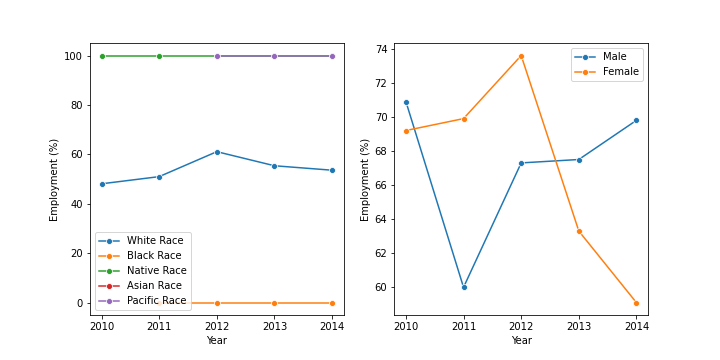 100
80
60
40
20
0
Employment (%)
White Race
Black Race
Native Race
Asian Race
Pacific Race
2010 2011 2012 2013 2014
Year
74
72
70
68
66
64
62
60
Employment (%)
Male
Female
2010 2011 2012 2013 2014
Year